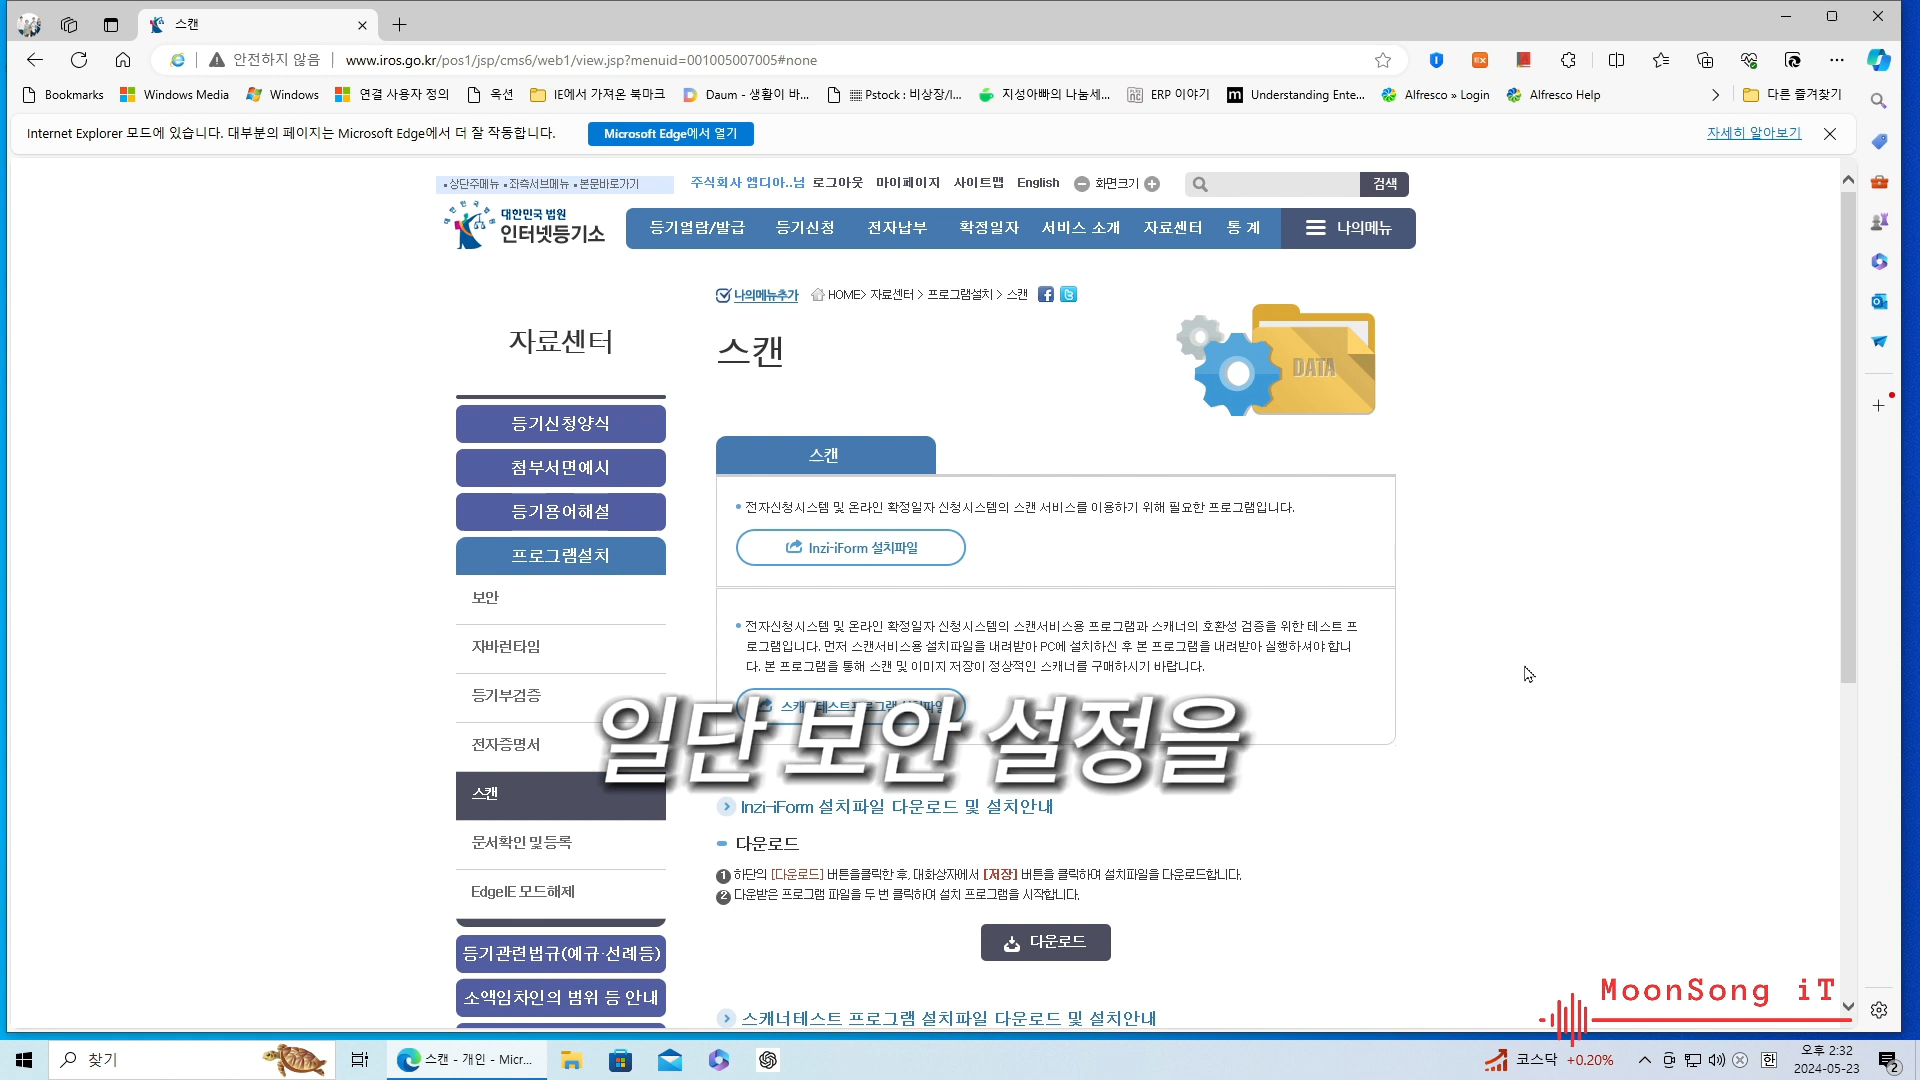 스캔
안전하지 않음
www.iros.go.kr/pos1/jsp/cms6/web1/view.jsp?menuid=001005007005#none
Bookmarks
Windows Media
Windows
연결 사용자 정의
옥션
IE에서 가져온 북마크
Daum - 생활이 바...
Pstock : 비상장/I...
지성아빠의 나눔세...
ERP 이야기
Understanding Ente...
Alfresco » Login
Alfresco Help
다른 즐겨찾기
Internet Explorer 모드에 있습니다. 대부분의 페이지는 Microsoft Edge에서 더 잘 작동합니다.
Microsoft Edge에서 열기
자세히 알아보기
상단주메뉴 좌측서브메뉴 본문바로가기
주식회사 엠디아..님 로그아웃 마이페이지 사이트맵 English 화면크기
검색
대한민국 법원
인터넷등기소
등기열람/발급 등기신청 전자납부 확정일자 서비스 소개 자료센터 통 계
나의메뉴
나의메뉴추가
HOME> 자료센터 > 프로그램설치 > 스캔
자료센터
스캔
DATA
등기신청양식
첨부서면예시
등기용어해설
프로그램설치
보안
자바런타임
등기부검증
전자증명서
스캔
문서확인 및등록
EdgeIE 모드해제
등기관련법규(예규·선례등)
소액임차인의 범위 등 안내
스캔
• 전자신청시스템 및 온라인 확정일자 신청시스템의 스캔 서비스를 이용하기 위해 필요한 프로그램입니다.
Inzi-iForm 설치파일
• 전자신청시스템 및 온라인 확정일자 신청시스템의 스캔서비스용 프로그램과 스캐너의 호환성 검증을 위한 테스트 프
로그램입니다. 먼저 스캔서비스용 설치파일을 내려받아 PC에 설치하신 후 본 프로그램을 내려받아 실행하셔야 합니
다. 본 프로그램을 통해 스캔 및 이미지 저장이 정상적인 스캐너를 구매하시기 바랍니다.
스캐너테스트프로그램 설치파일
일단 보안 설정을
Inzi-iForm 설치파일 다운로드 및 설치안내
다운로드
1 하단의 [다운로드] 버튼을클릭한 후, 대화상자에서 [저장] 버튼을 클릭하여 설치파일을 다운로드합니다.
2 다운받은 프로그램 파일을 두 번 클릭하여 설치 프로그램을 시작합니다.
다운로드
스캐너테스트 프로그램 설치파일 다운로드 및 설치안내
MoonSong iT
찾기
스캔 - 개인 - Micr...
코스닥 +0.20%
한
오후 2:32
2024-05-23
2